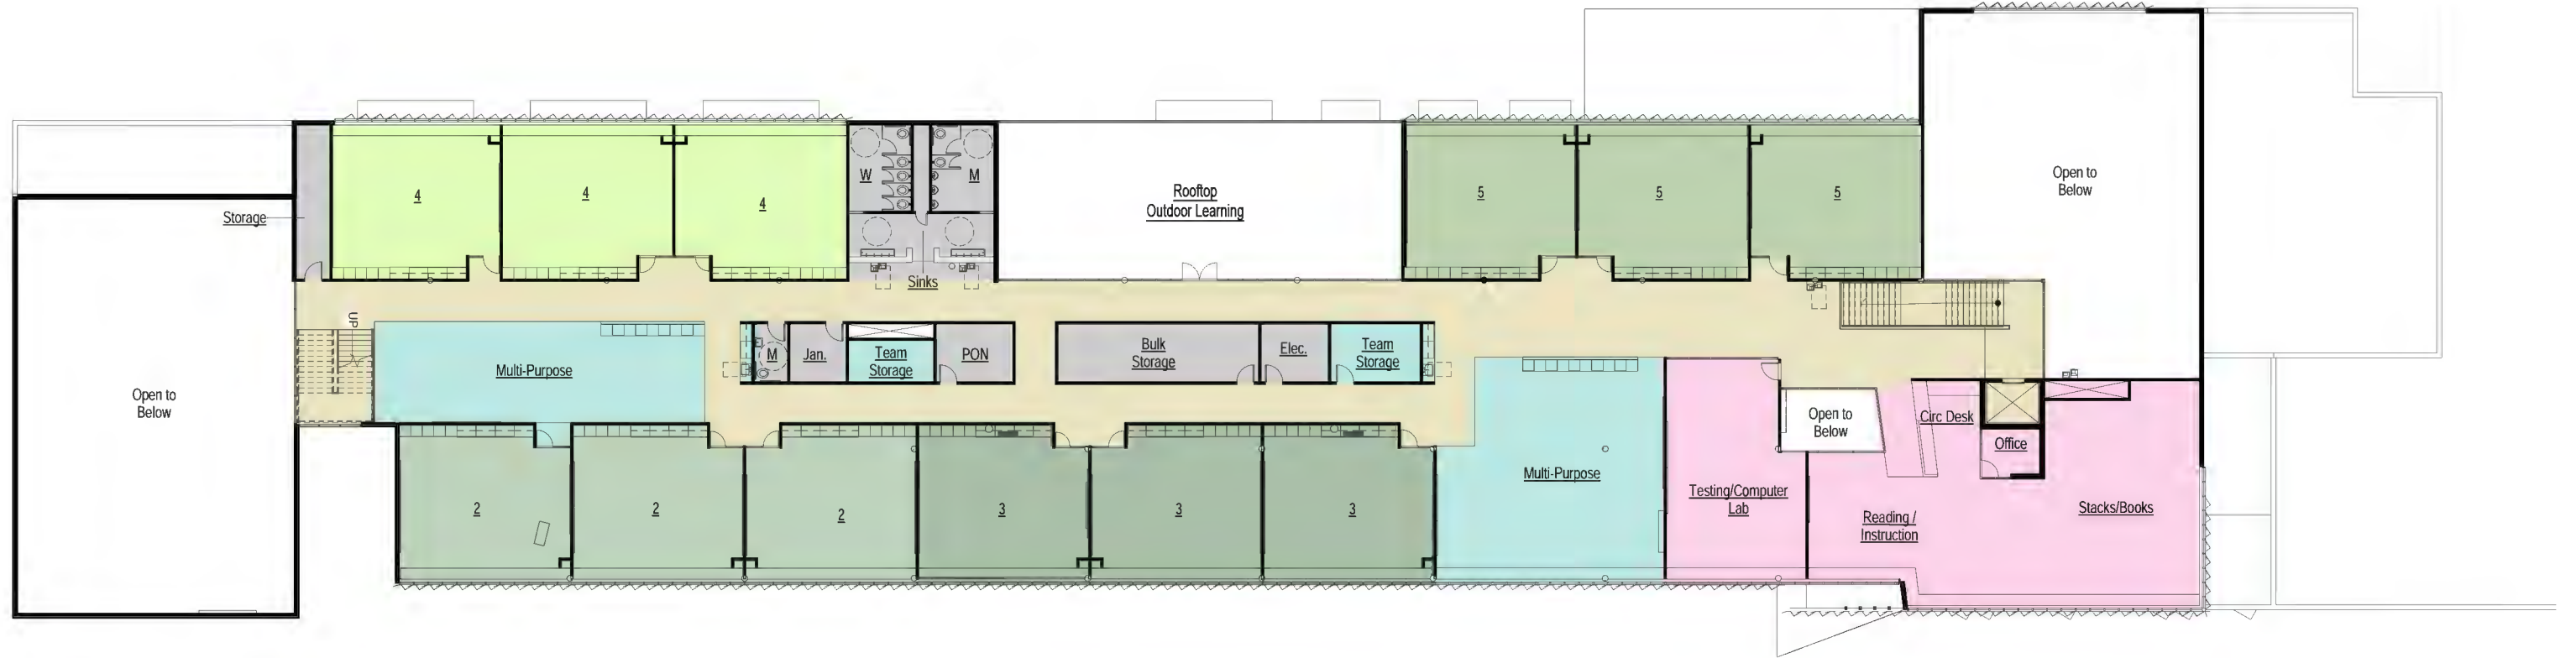 4
4
4
W
M
Rooftop
Outdoor Learning
5
5
5
Open to
Below
Storage
Sinks
UP
Multi-Purpose
M
Jan.
Team
Storage
PON
Bulk
Storage
Elec.
Team
Storage
Open to
Below
Open to
Below
Circ Desk
Office
Multi-Purpose
Testing/Computer
Lab
Reading /
Instruction
Stacks/Books
2
2
2
3
3
3